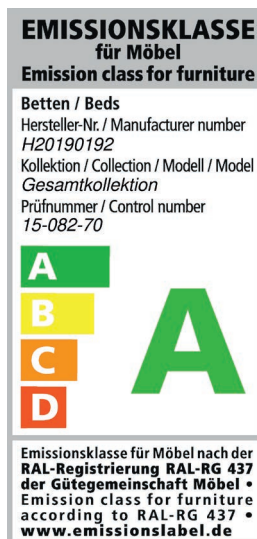 EMISSIONSKLASSE
für Möbel
Emission class for furniture
Betten / Beds
Hersteller-Nr. / Manufacturer number
H20190192
Kollektion / Collection / Modell / Model
Gesamtkollektion
Prüfnummer / Control number
15-082-70
A
B
C
D
A
Emissionsklasse für Möbel nach der
RAL-Registrierung RAL-RG 437
der Gütegemeinschaft Möbel •
Emission class for furniture
according to RAL-RG 437 •
www.emissionslabel.de